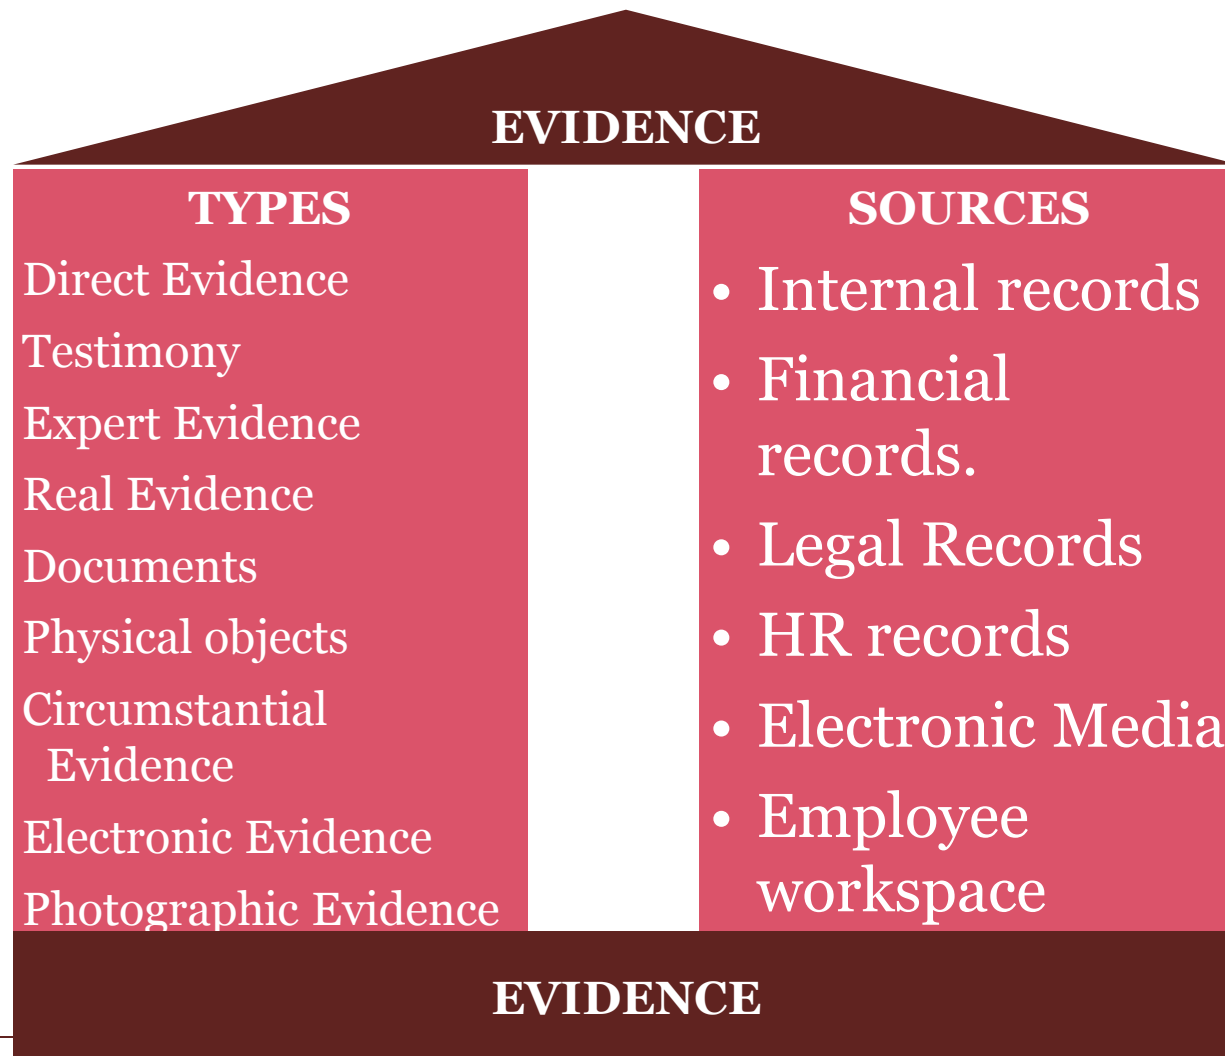 EVIDENCE
TYPES
Direct Evidence
Testimony
Expert Evidence
Real Evidence
Documents
Physical objects
Circumstantial
Evidence
Electronic Evidence
Photographic Evidence
SOURCES
• Internal records
• Financial
records.
• Legal Records
• HR records
• Electronic Media
• Employee
workspace
EVIDENCE